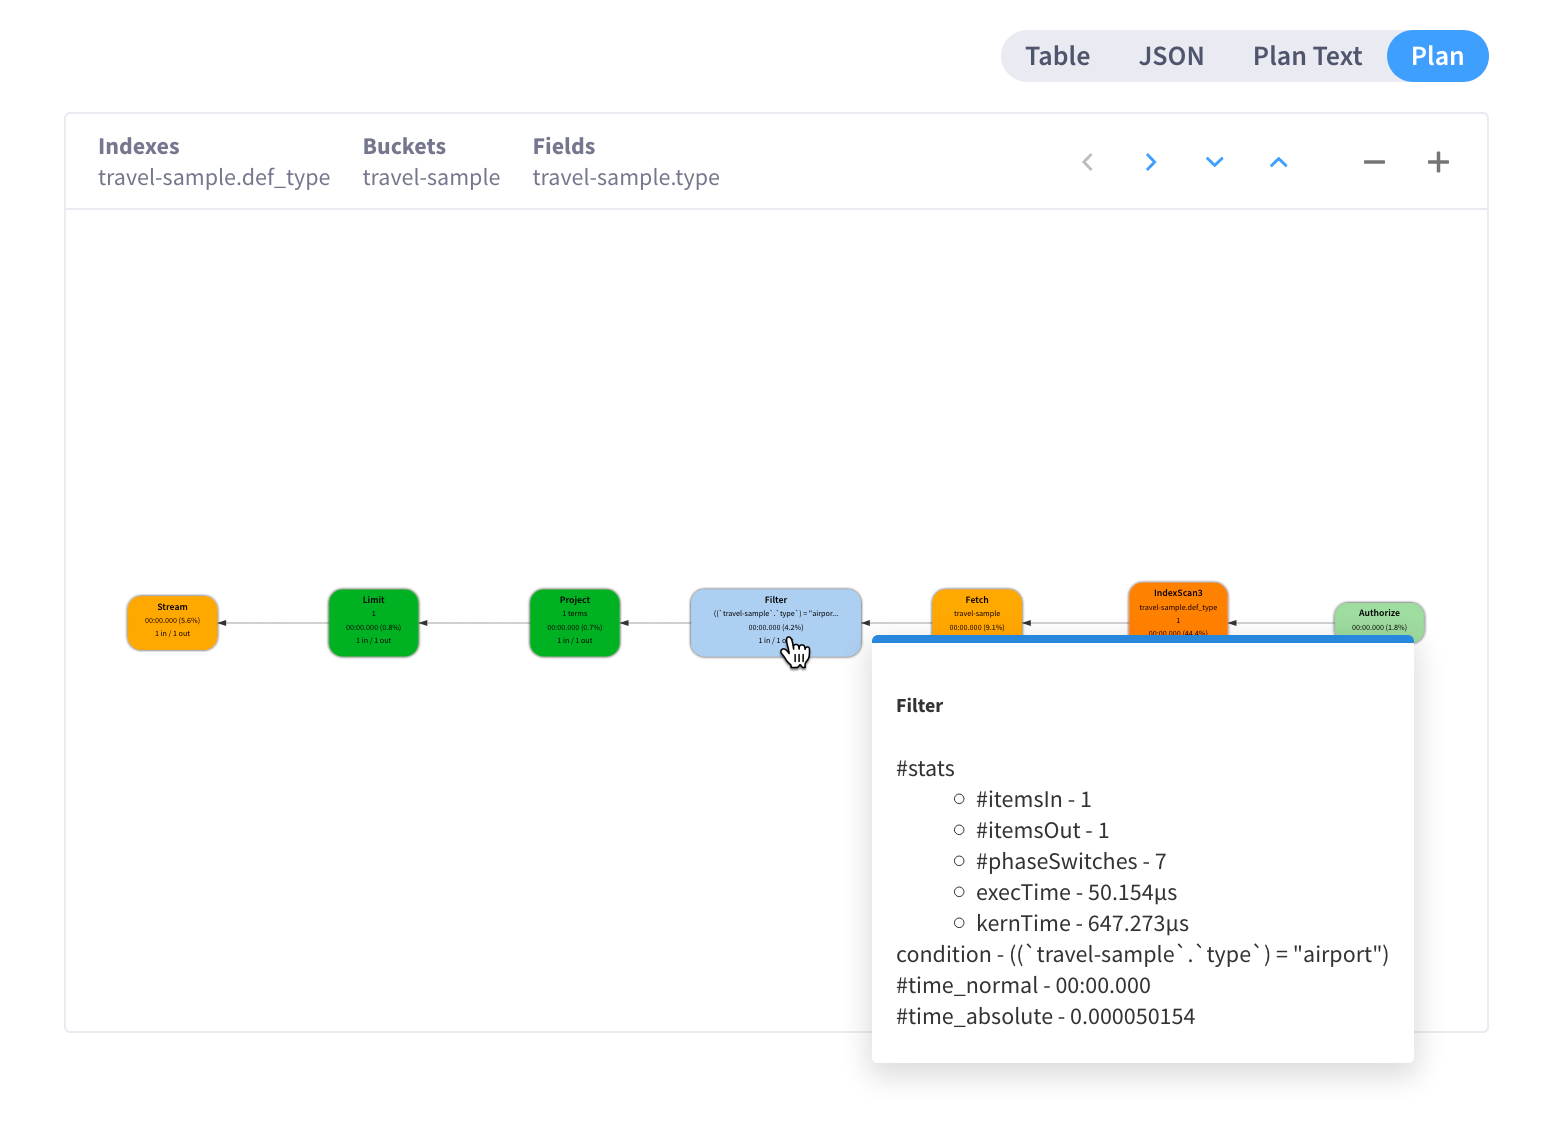 Table JSON Plan Text Plan
Indexes Buckets Fields
travel-sample.def_type travel-sample travel-sample.type
Stream
00:00.000 (5.6%)
1 in / 1 out
Limit
1
00:00.000 (0.8%)
1 in / 1 out
Project
1 terms
00:00.000 (0.7%)
1 in / 1 out
Filter
((`travel-sample`.`type`) = "airpor...
00:00.000 (4.2%)
1 in / 1
Fetch
travel-sample
00:00.000 (9.1%)
IndexScan3
travel-sample.def_type
1
00:00.000 (44.4%)
Authorize
00:00.000 (1.8%)
Filter
#stats
#itemsIn - 1
#itemsOut - 1
#phaseSwitches - 7
execTime - 50.154µs
kernTime - 647.273µs
condition - ((`travel-sample`.`type`) = "airport")
#time_normal - 00:00.000
#time_absolute - 0.000050154